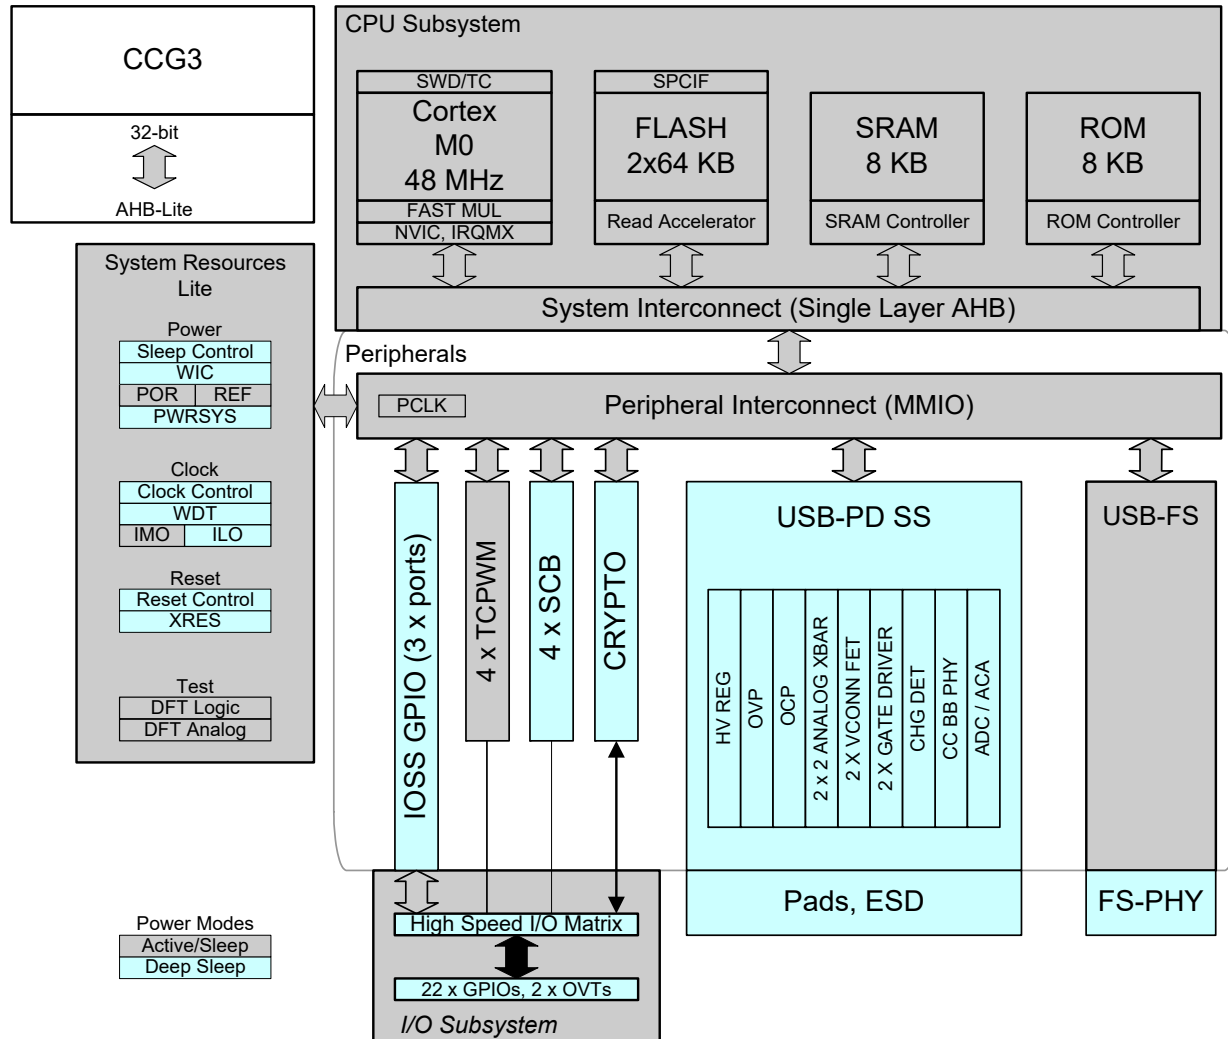 CCG3
32-bit
AHB-Lite
CPU Subsystem
SWD/TC
Cortex
M0
48 MHz
FAST MUL
NVIC, IRQMX
SPCIF
FLASH
2x64 KB
Read Accelerator
SRAM
8 KB
SRAM Controller
ROM
8 KB
ROM Controller
System Interconnect (Single Layer AHB)
System Resources
Lite
Power
Sleep Control
WIC
POR REF
PWRSYS
Clock
Clock Control
WDT
IMO ILO
Reset
Reset Control
XRES
Test
DFT Logic
DFT Analog
Peripherals
PCLK
Peripheral Interconnect (MMIO)
IOSS GPIO (3 x ports)
4 x TCPWM
4 x SCB
CRYPTO
USB-PD SS
HV REG
OVP
OCP
2 x 2 ANALOG XBAR
2 X VCONN FET
2 X GATE DRIVER
CHG DET
CC BB PHY
ADC / ACA
Pads, ESD
USB-FS
FS-PHY
High Speed I/O Matrix
22 x GPIOs, 2 x OVTs
I/O Subsystem
Power Modes
Active/Sleep
Deep Sleep